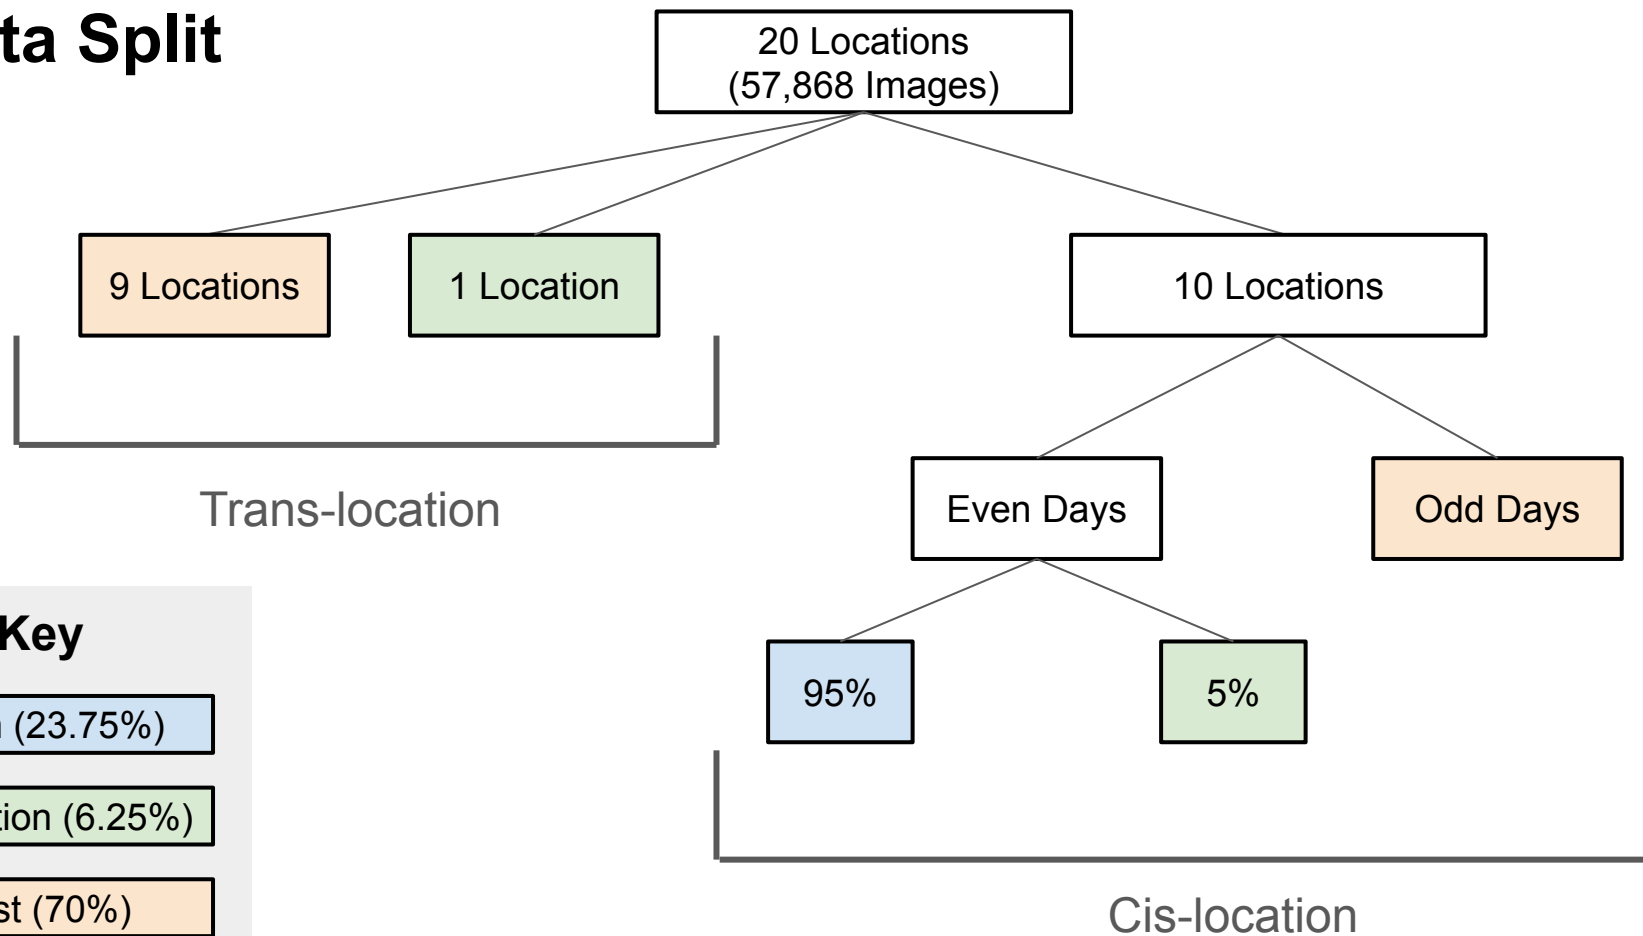 ta Split
20 Locations
(57,868 Images)
9 Locations
1 Location
10 Locations
Trans-location
Even Days
Odd Days
Key
95%
5%
(23.75%)
tion (6.25%)
st (70%)
Cis-location